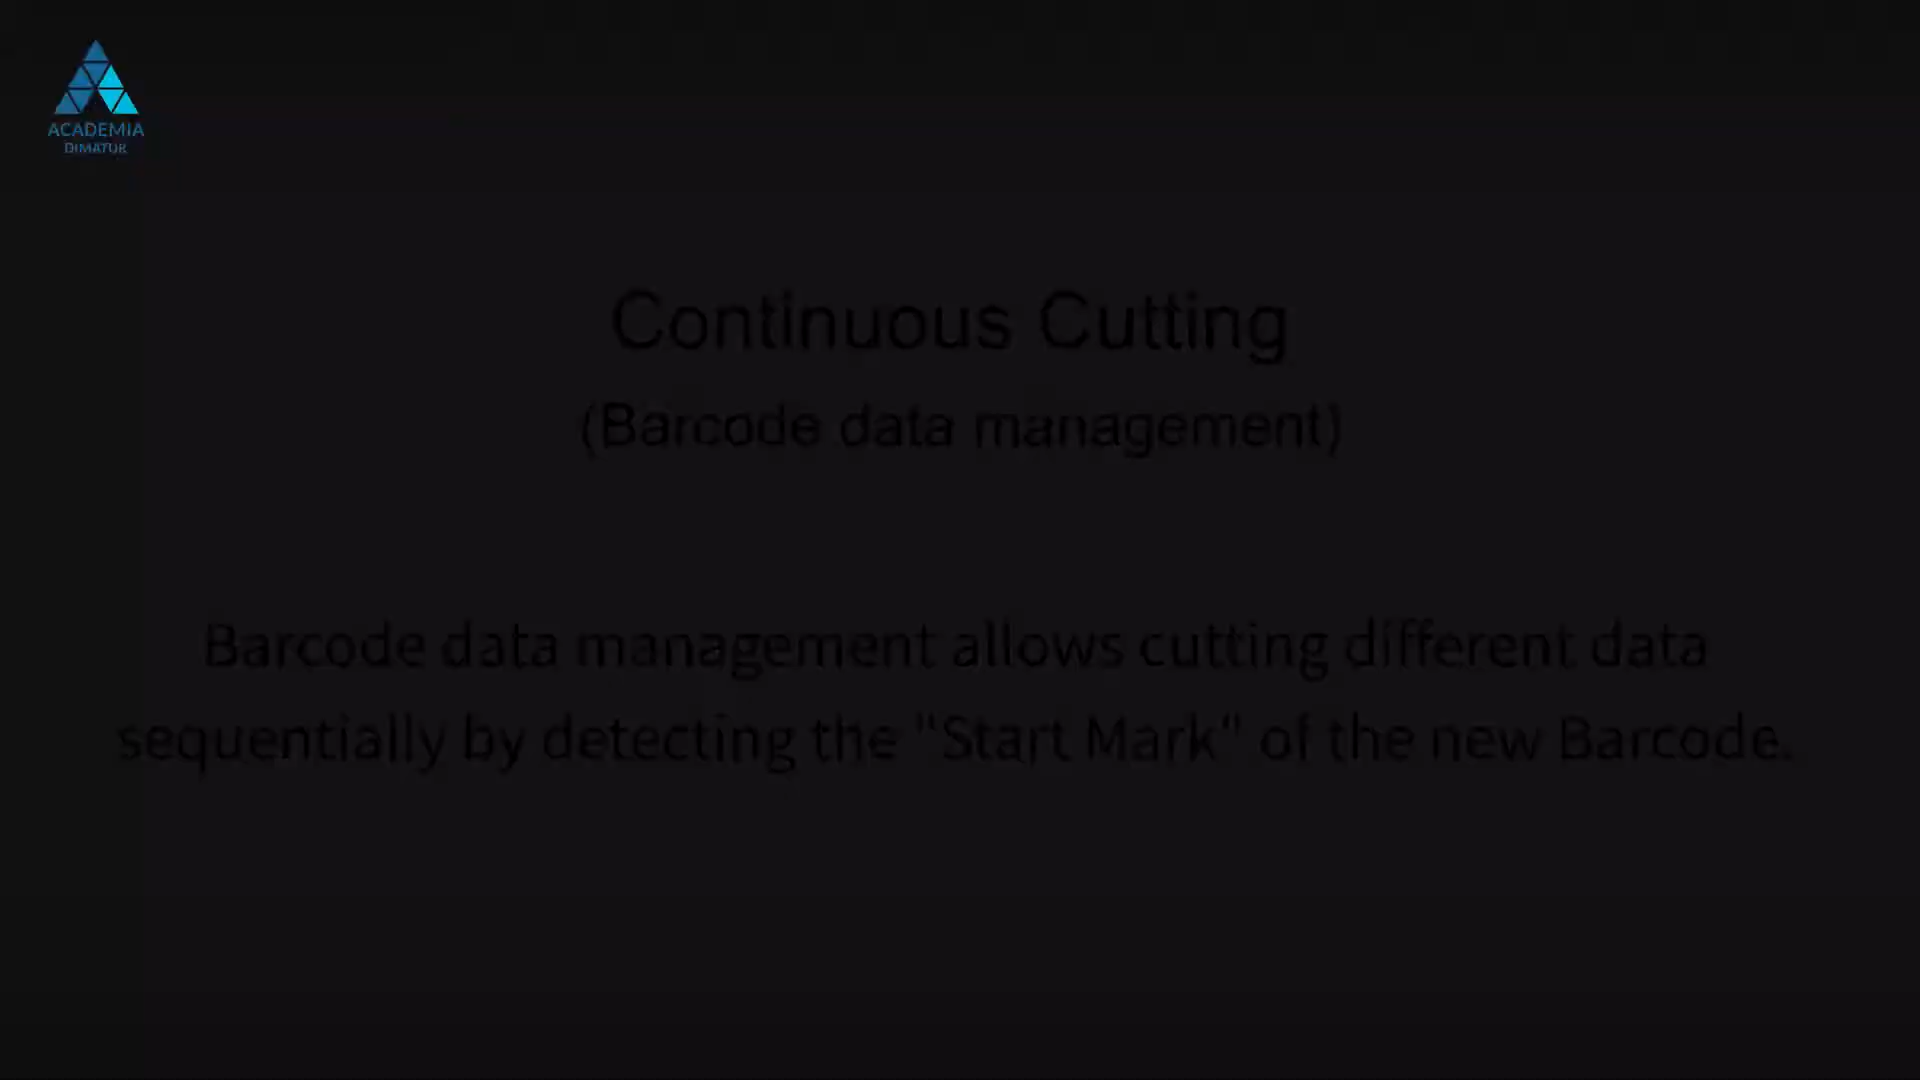 ACADEMIA
DIMATUR
Continuous Cutting
(Barcode data management)
Barcode data management allows cutting different data
sequentially by detecting the "Start Mark" of the new Barcode.